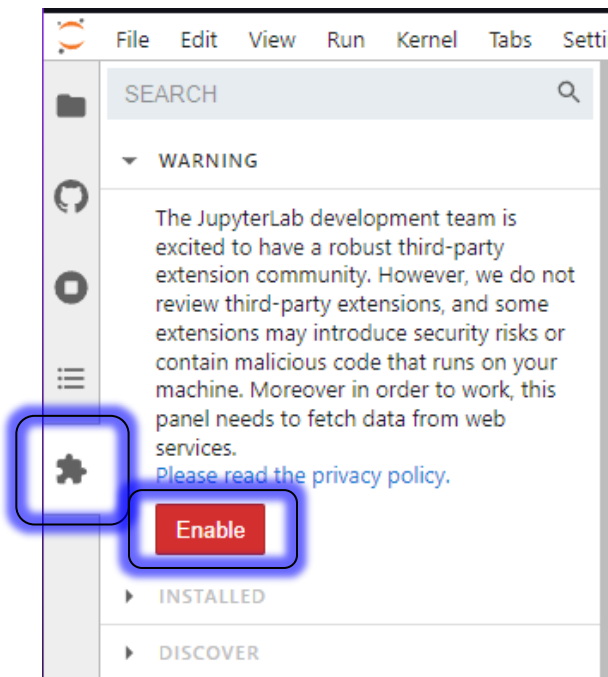 File Edit View Run Kernel Tabs Setti
SEARCH
WARNING
The JupyterLab development team is
excited to have a robust third-party
extension community. However, we do not
review third-party extensions, and some
extensions may introduce security risks or
contain malicious code that runs on your
machine. Moreover in order to work, this
panel needs to fetch data from web
services.
Please read the privacy policy.
Enable
INSTALLED
DISCOVER